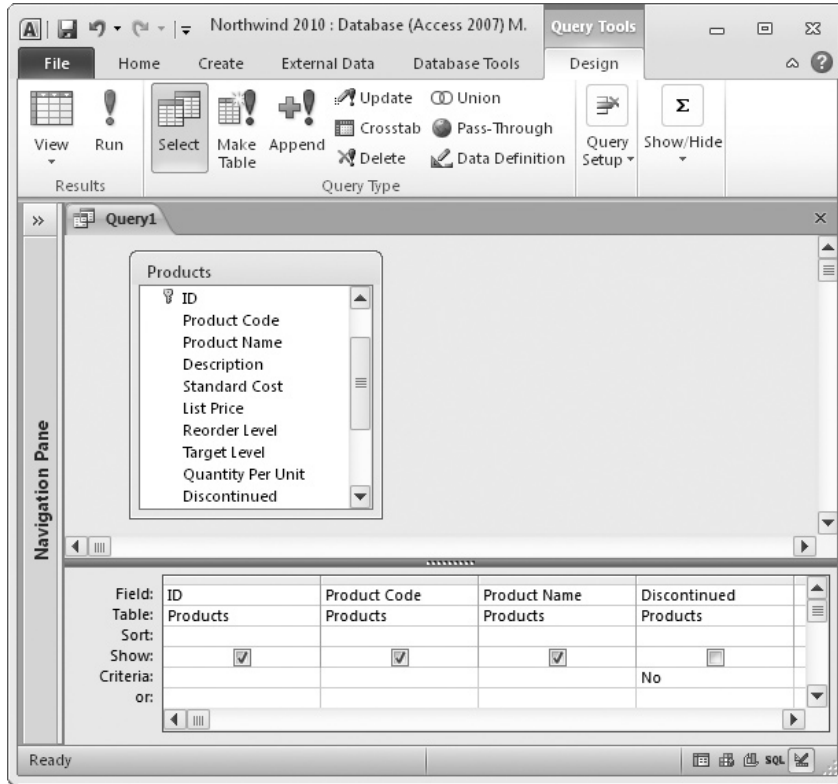 Northwind 2010 : Database (Access 2007) M. Query Tools
File Home Create External Data Database Tools Design
View Run Select Make Table Append Update Union
Crosstab Pass-Through
Delete Data Definition
Query Setup Show/Hide
Results Query Type
Query1
Navigation Pane
Products
ID
Product Code
Product Name
Description
Standard Cost
List Price
Reorder Level
Target Level
Quantity Per Unit
Discontinued
Field: ID Product Code Product Name Discontinued
Table: Products Products Products Products
Sort:
Show:
Criteria: No
or:
Ready SQL